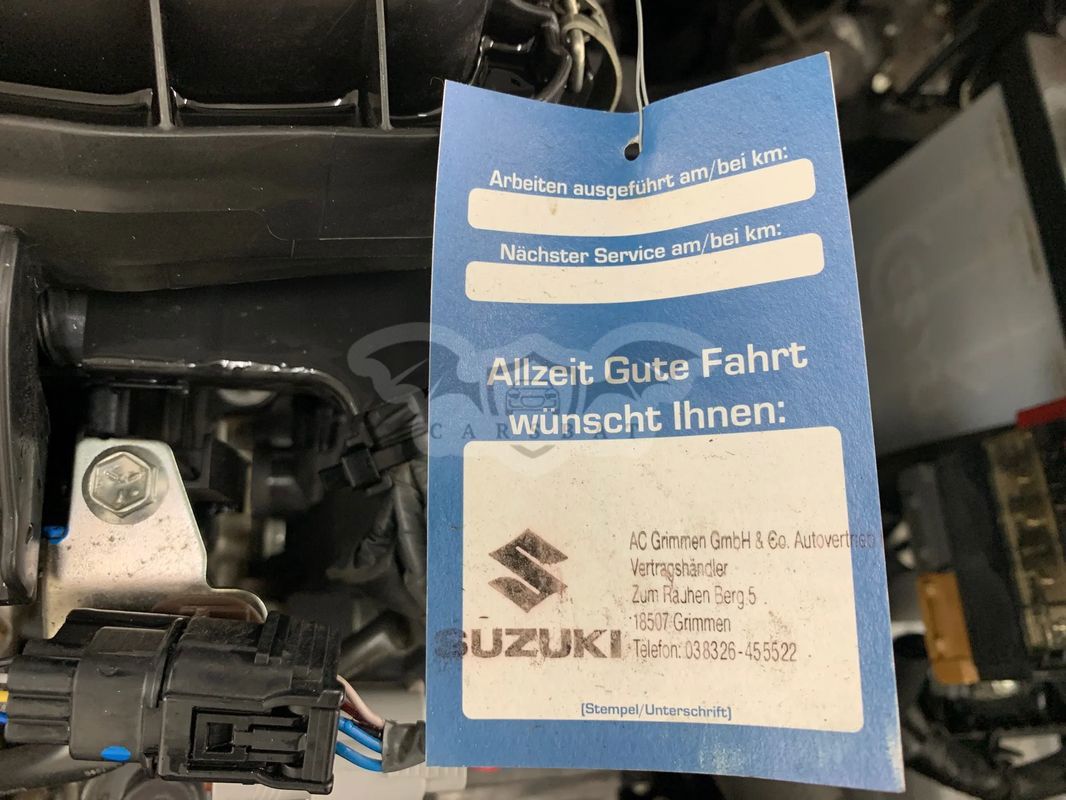 Arbeiten ausgeführt am/bei km:
Nächster Service am/bei km:
Allzeit Gute Fahrt
wünscht Ihnen:
CARSBAT
AC Grimmen GmbH & Co. Autovertrieb
Vertragshändler
Zum Rauhen Berg 5
18507 Grimmen
SUZUKI Telefon: 038326-455522
(Stempel/Unterschrift)